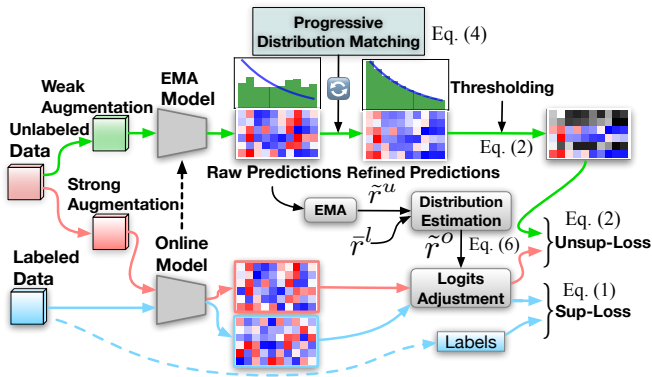 Progressive
Distribution Matching
Eq. (4)
EMA
Model
Weak
Augmentation
Unlabeled
Data
Thresholding
Eq. (2)
Raw Predictions
Refined Predictions
Strong
Augmentation
EMA
r̃ᵘ
Distribution
Estimation
r̄ˡ
r̃ᵒ
Eq. (6)
Online
Model
Labeled
Data
Logits
Adjustment
Eq. (2)
Unsup-Loss
Eq. (1)
Sup-Loss
Labels